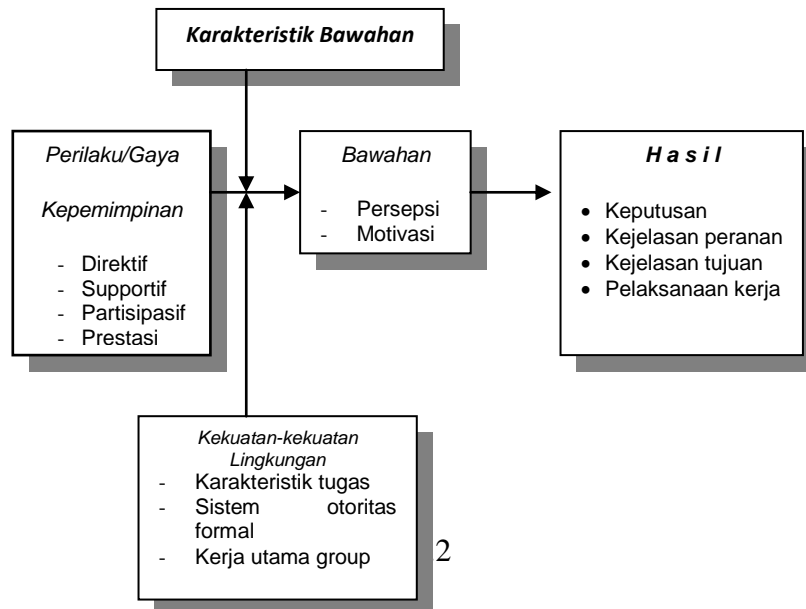 Karakteristik Bawahan
Perilaku/Gaya
Kepemimpinan
- Direktif
- Supportif
- Partisipasif
- Prestasi
Bawahan
- Persepsi
- Motivasi
H a s i l
• Keputusan
• Kejelasan peranan
• Kejelasan tujuan
• Pelaksanaan kerja
Kekuatan-kekuatan
Lingkungan
- Karakteristik tugas
- Sistem otoritas
formal
- Kerja utama group
.2